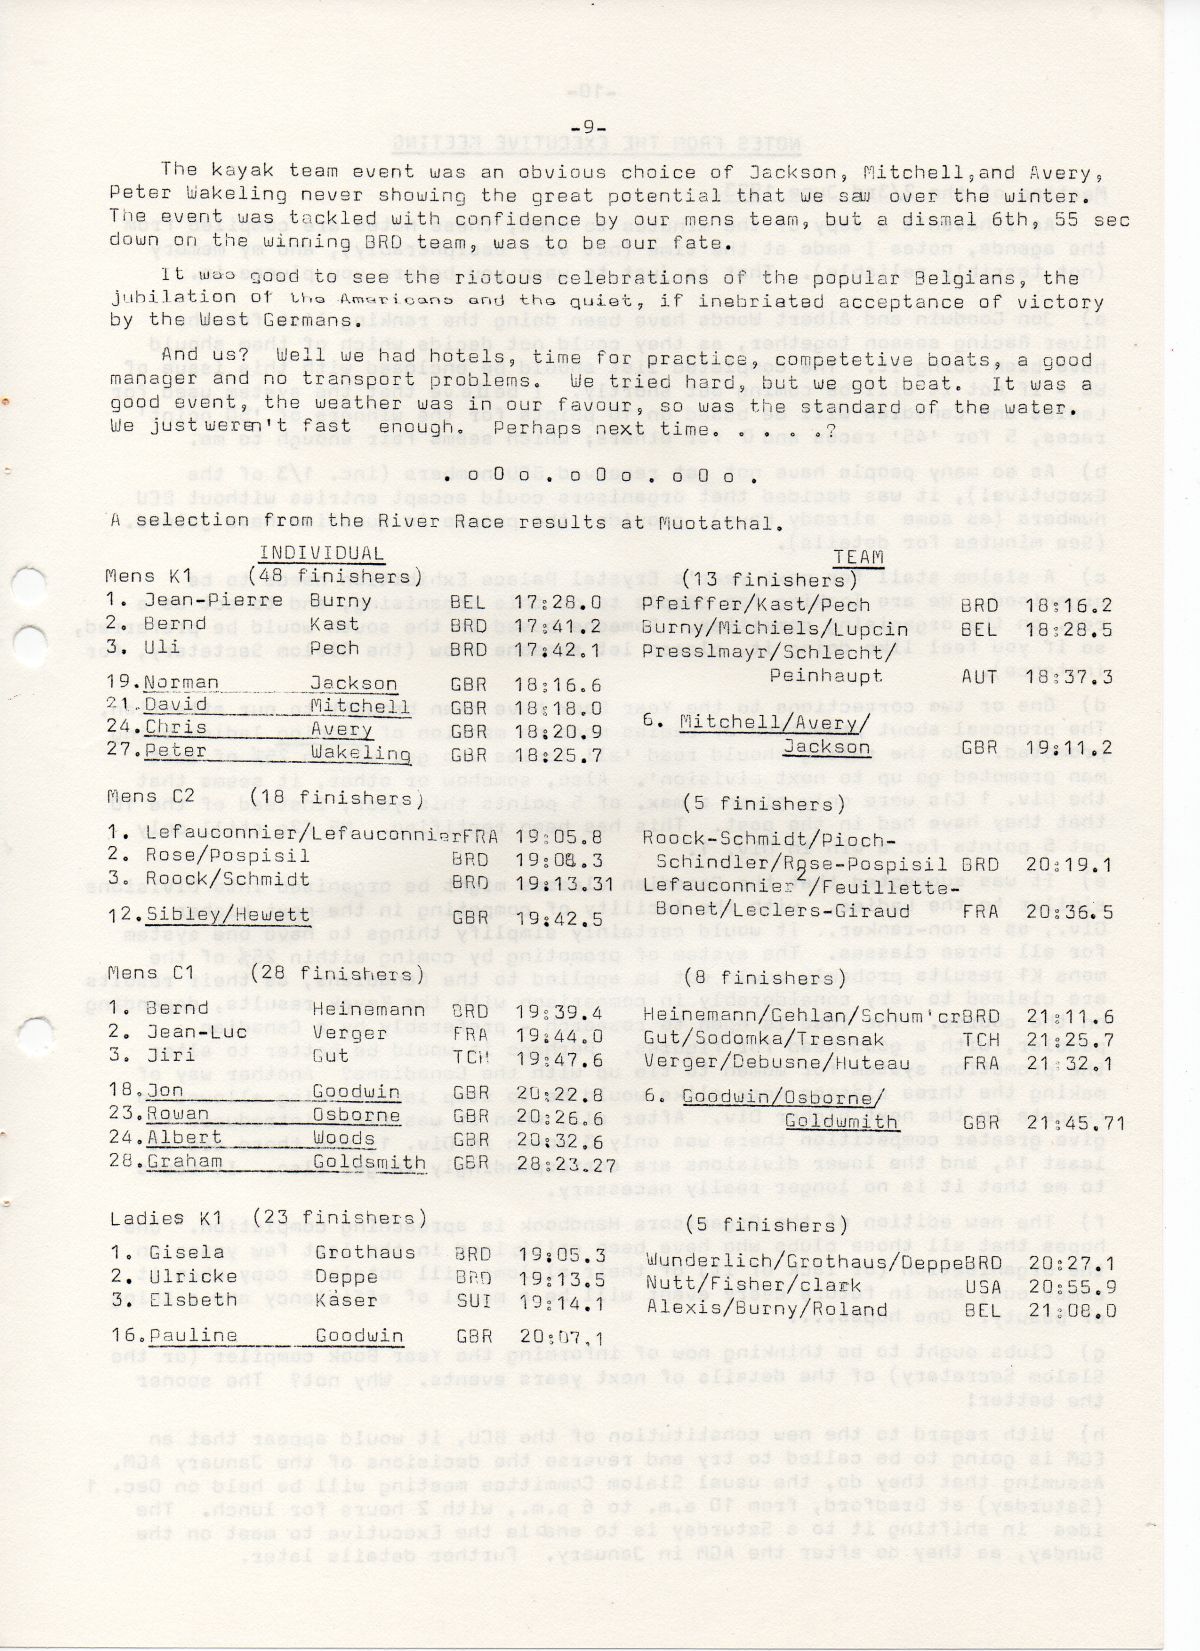 -9-
The kayak team event was an obvious choice of Jackson, Mitchell,and Avery,
Peter Wakeling never showing the great potential that we saw over the winter.
The event was tackled with confidence by our mens team, but a dismal 6th, 55 sec
down on the winning BRD team, was to be our fate.
It was good to see the riotous celebrations of the popular Belgians, the
jubilation of the Americans and the quiet, if inebriated acceptance of victory
by the West Germans.
And us? Well we had hotels, time for practice, competetive boats, a good
manager and no transport problems. We tried hard, but we got beat. It was a
good event, the weather was in our favour, so was the standard of the water.
We just weren't fast enough. Perhaps next time. . . . .?
. o O o . o O o . o O o .
A selection from the River Race results at Muotathal.
INDIVIDUAL TEAM
Mens K1 (48 finishers) (13 finishers)
1. Jean-Pierre Burny BEL 17:28.0 Pfeiffer/Kast/Pech BRD 18:16.2
2. Bernd Kast BRD 17:41.2 Burny/Michiels/Lupcin BEL 18:28.5
3. Uli Pech BRD 17:42.1 Presslmayr/Schlecht/
Peinhaupt AUT 18:37.3
19.Norman Jackson GBR 18:16.6
21.David Mitchell GBR 18:18.0
24.Chris Avery GBR 18:20.9 6. Mitchell/Avery/
27.Peter Wakeling GBR 18:25.7 Jackson GBR 19:11.2
Mens C2 (18 finishers) (5 finishers)
1. Lefauconnier/LefauconnierFRA 19:05.8 Roock-Schmidt/Pioch-
2. Rose/Pospisil BRD 19:08.3 Schindler/Rose-Pospisil BRD 20:19.1
3. Roock/Schmidt BRD 19:13.31 Lefauconnier2/Feuillette-
12.Sibley/Hewett GBR 19:42.5 Bonet/Leclers-Giraud FRA 20:36.5
Mens C1 (28 finishers) (8 finishers)
1. Bernd Heinemann BRD 19:39.4 Heinemann/Gehlan/Schum'crBRD 21:11.6
2. Jean-Luc Verger FRA 19:44.0 Gut/Sodomka/Tresnak TCH 21:25.7
3. Jiri Gut TCH 19:47.6 Verger/Debusne/Huteau FRA 21:32.1
18.Jon Goodwin GBR 20:22.8 6. Goodwin/Osborne/
23.Rowan Osborne GBR 20:26.6 Goldwmith GBR 21:45.71
24.Albert Woods GBR 20:32.6
28.Graham Goldsmith GBR 28:23.27
Ladies K1 (23 finishers) (5 finishers)
1. Gisela Grothaus BRD 19:05.3 Wunderlich/Grothaus/DeppeBRD 20:27.1
2. Ulricke Deppe BRD 19:13.5 Nutt/Fisher/clark USA 20:55.9
3. Elsbeth Käser SUI 19:14.1 Alexis/Burny/Roland BEL 21:08.0
16.Pauline Goodwin GBR 20:07.1